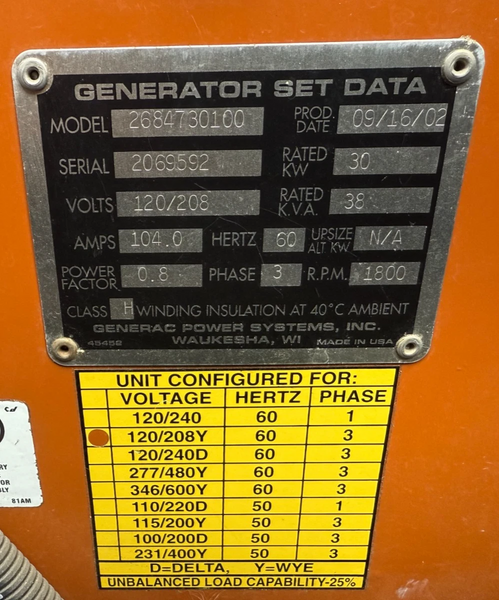 GENERATOR SET DATA
MODEL 2684730100 PROD. DATE 09/16/02
SERIAL 2069592 RATED KW 30
VOLTS 120/208 RATED K.V.A. 38
AMPS 104.0 HERTZ 60 UPSIZE ALT KW N/A
POWER FACTOR 0.8 PHASE 3 R.P.M. 1800
CLASS H WINDING INSULATION AT 40°C AMBIENT
GENERAC POWER SYSTEMS, INC.
45452 WAUKESHA, WI MADE IN USA
UNIT CONFIGURED FOR:
VOLTAGE HERTZ PHASE
120/240 60 1
120/208Y 60 3
120/240D 60 3
277/480Y 60 3
346/600Y 60 3
110/220D 50 1
115/200Y 50 3
100/200D 50 3
231/400Y 50 3
D=DELTA, Y=WYE
UNBALANCED LOAD CAPABILITY-25%
81AM